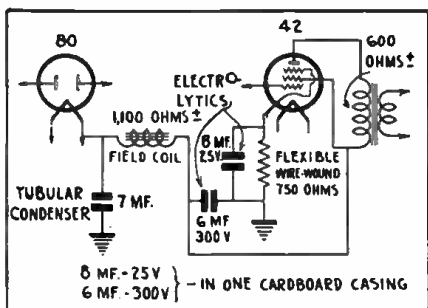 80
42
600
OHMS±
ELECTRO-
LYTICS
1,100 OHMS±
FIELD COIL
8 MF.
25V
FLEXIBLE
WIRE-WOUND
750 OHMS
TUBULAR
CONDENSER
7 MF.
6 MF
300 V
8 MF.-25V
6 MF.-300V
- IN ONE CARDBOARD CASING